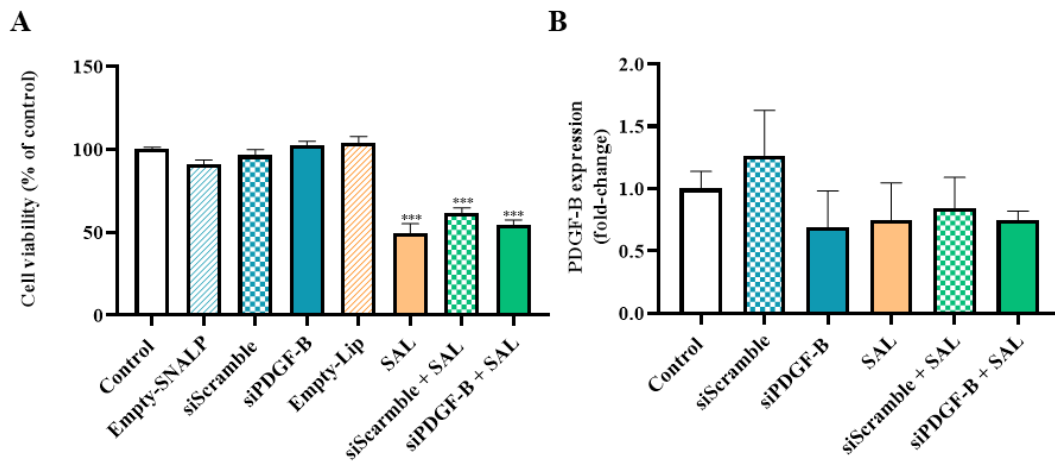 A
Cell viability (% of control)
150
100
50
0
***
***
***
Control
Empty-SNALP
siScramble
siPDGF-B
Empty-Lip
SAL
siScarmble + SAL
siPDGF-B + SAL
B
PDGF-B expression
(fold-change)
2.0
1.5
1.0
0.5
0.0
Control
siScramble
siPDGF-B
SAL
siScramble + SAL
siPDGF-B + SAL